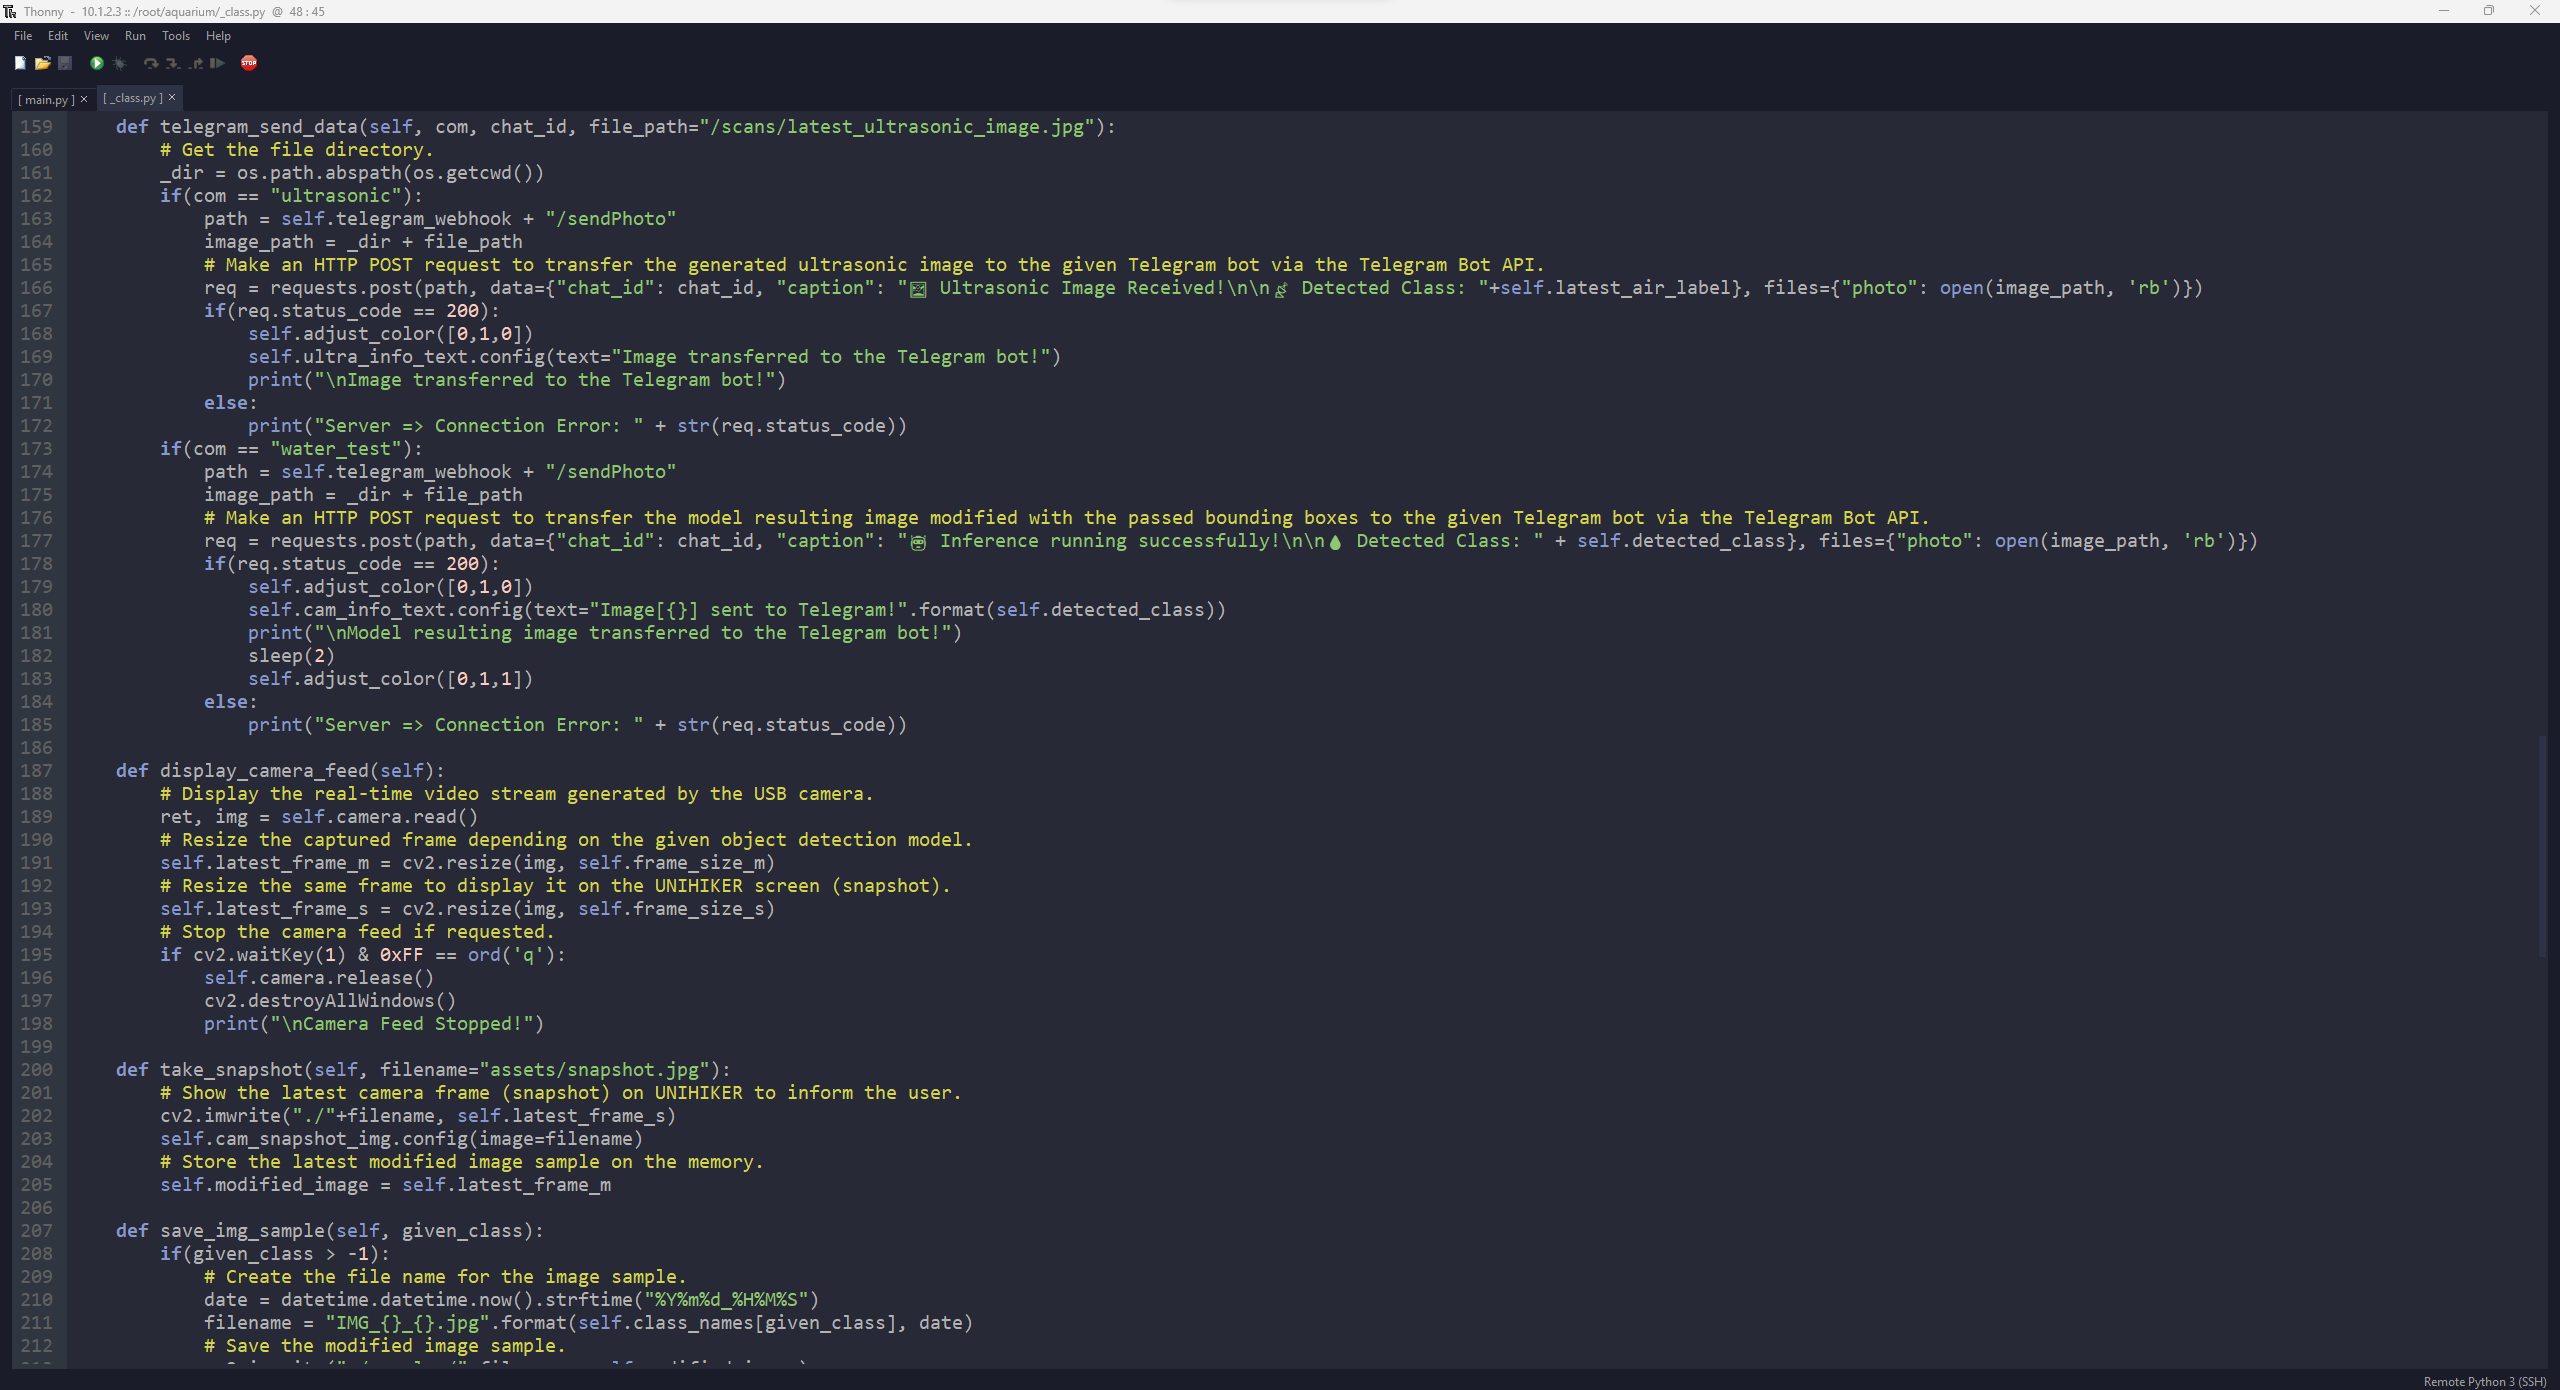 Thonny - 10.1.2.3 :: /root/aquarium/_class.py @ 48 : 45
File Edit View Run Tools Help
STOP
[ main.py ] × [ _class.py ] ×
159     def telegram_send_data(self, com, chat_id, file_path="/scans/latest_ultrasonic_image.jpg"):
160         # Get the file directory.
161         _dir = os.path.abspath(os.getcwd())
162         if(com == "ultrasonic"):
163             path = self.telegram_webhook + "/sendPhoto"
164             image_path = _dir + file_path
165             # Make an HTTP POST request to transfer the generated ultrasonic image to the given Telegram bot via the Telegram Bot API.
166             req = requests.post(path, data={"chat_id": chat_id, "caption": "🖼 Ultrasonic Image Received!\n\n📡 Detected Class: "+self.latest_air_label}, files={"photo": open(image_path, 'rb')})
167             if(req.status_code == 200):
168                 self.adjust_color([0,1,0])
169                 self.ultra_info_text.config(text="Image transferred to the Telegram bot!")
170                 print("\nImage transferred to the Telegram bot!")
171             else:
172                 print("Server => Connection Error: " + str(req.status_code))
173         if(com == "water_test"):
174             path = self.telegram_webhook + "/sendPhoto"
175             image_path = _dir + file_path
176             # Make an HTTP POST request to transfer the model resulting image modified with the passed bounding boxes to the given Telegram bot via the Telegram Bot API.
177             req = requests.post(path, data={"chat_id": chat_id, "caption": "🤖 Inference running successfully!\n\n💧 Detected Class: " + self.detected_class}, files={"photo": open(image_path, 'rb')})
178             if(req.status_code == 200):
179                 self.adjust_color([0,1,0])
180                 self.cam_info_text.config(text="Image[{}] sent to Telegram!".format(self.detected_class))
181                 print("\nModel resulting image transferred to the Telegram bot!")
182                 sleep(2)
183                 self.adjust_color([0,1,1])
184             else:
185                 print("Server => Connection Error: " + str(req.status_code))
186
187     def display_camera_feed(self):
188         # Display the real-time video stream generated by the USB camera.
189         ret, img = self.camera.read()
190         # Resize the captured frame depending on the given object detection model.
191         self.latest_frame_m = cv2.resize(img, self.frame_size_m)
192         # Resize the same frame to display it on the UNIHIKER screen (snapshot).
193         self.latest_frame_s = cv2.resize(img, self.frame_size_s)
194         # Stop the camera feed if requested.
195         if cv2.waitKey(1) & 0xFF == ord('q'):
196             self.camera.release()
197             cv2.destroyAllWindows()
198             print("\nCamera Feed Stopped!")
199
200     def take_snapshot(self, filename="assets/snapshot.jpg"):
201         # Show the latest camera frame (snapshot) on UNIHIKER to inform the user.
202         cv2.imwrite("./"+filename, self.latest_frame_s)
203         self.cam_snapshot_img.config(image=filename)
204         # Store the latest modified image sample on the memory.
205         self.modified_image = self.latest_frame_m
206
207     def save_img_sample(self, given_class):
208         if(given_class > -1):
209             # Create the file name for the image sample.
210             date = datetime.datetime.now().strftime("%Y%m%d_%H%M%S")
211             filename = "IMG_{}_{}.jpg".format(self.class_names[given_class], date)
212             # Save the modified image sample.
Remote Python 3 (SSH)